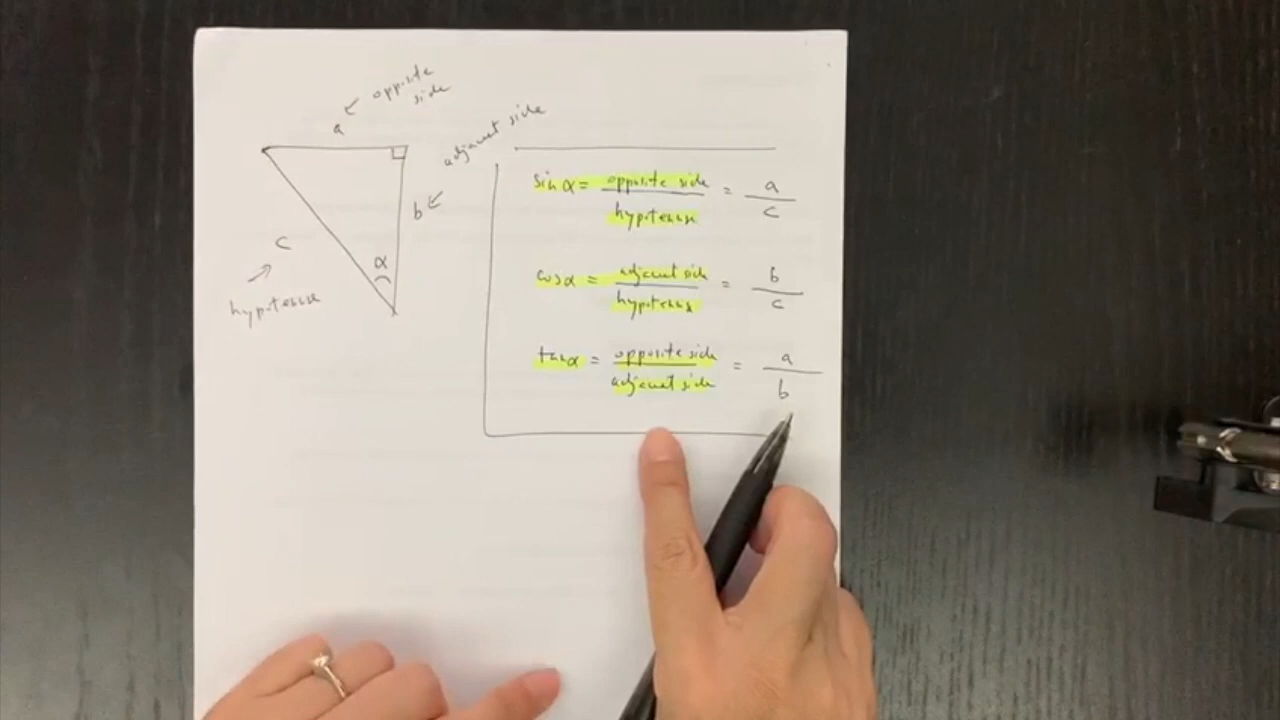 opposite
side
a
adjacent side
b
c
α
hypotenuse
sin α = opposite side / hypotenuse = a / c
cos α = adjacent side / hypotenuse = b / c
tan α = opposite side / adjacent side = a / b